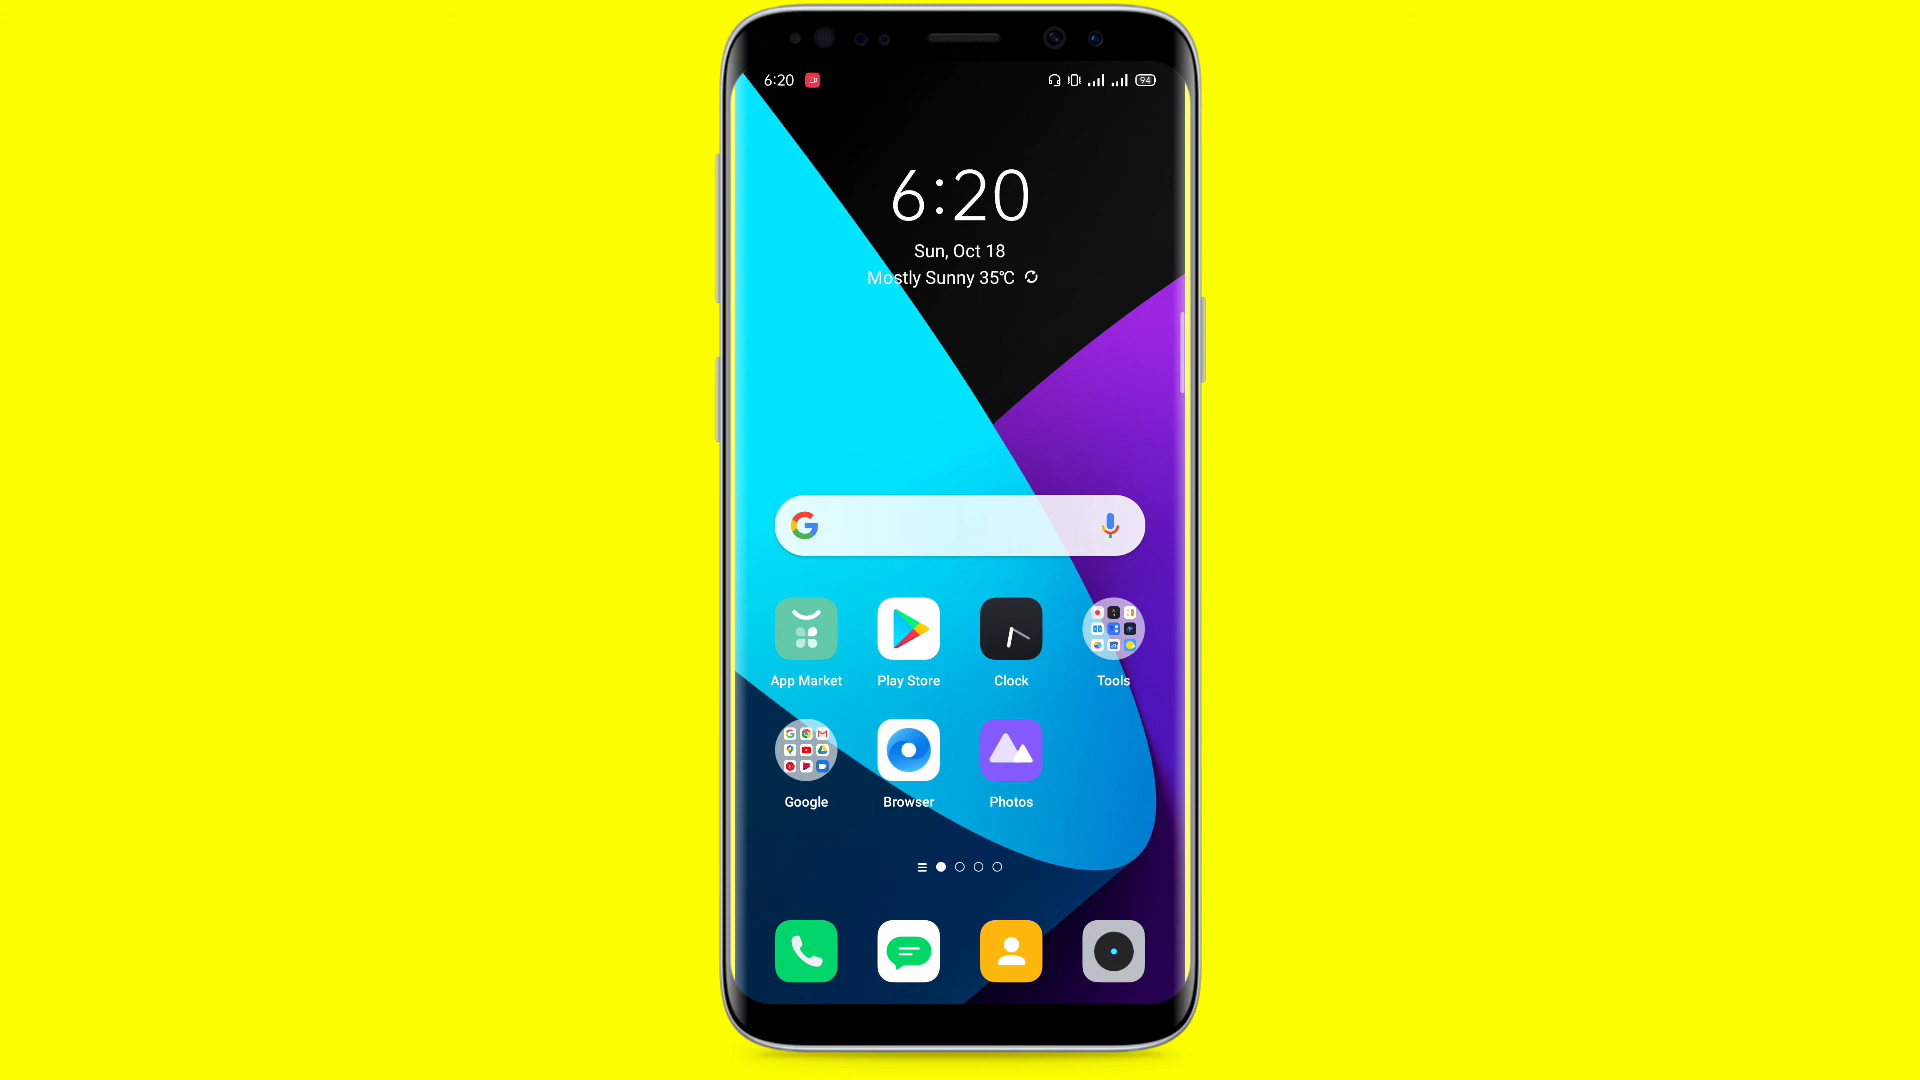 6:20
94
6:20
Sun, Oct 18
Mostly Sunny 35℃
App Market
Play Store
Clock
Tools
Google
Browser
Photos